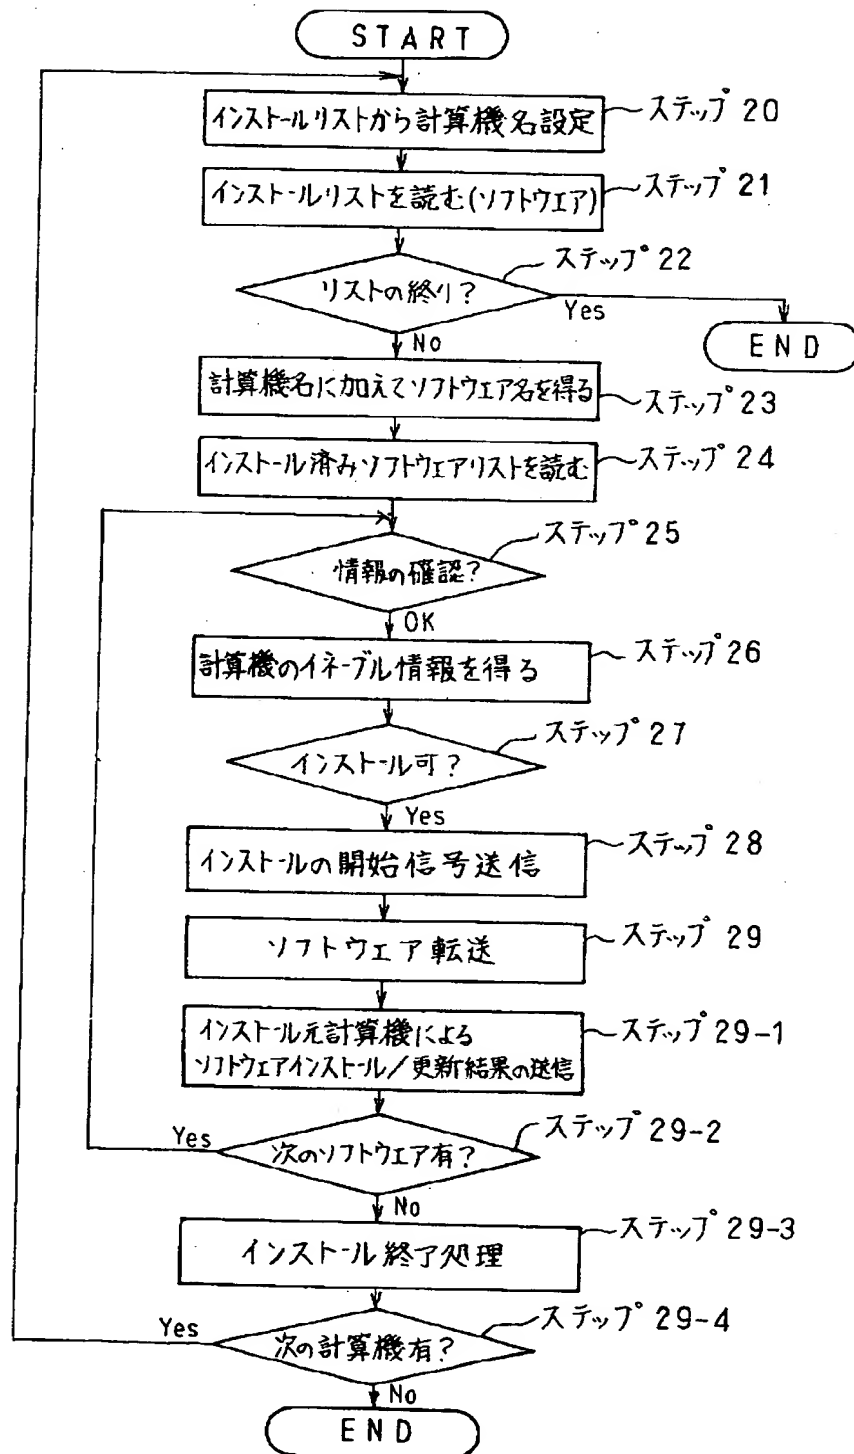 START
インストールリストから計算機名設定
ステップ20
インストールリストを読む(ソフトウエア)
ステップ21
リストの終り?
ステップ22
Yes
END
No
計算機名に加えてソフトウェア名を得る
ステップ23
インストール済みソフトウェアリストを読む
ステップ24
情報の確認?
ステップ25
OK
計算機のイネーブル情報を得る
ステップ26
インストール可?
ステップ27
Yes
インストールの開始信号送信
ステップ28
ソフトウェア転送
ステップ29
インストール元計算機による
ソフトウェアインストール/更新結果の送信
ステップ29-1
次のソフトウェア有?
ステップ29-2
Yes
No
インストール終了処理
ステップ29-3
次の計算機有?
ステップ29-4
Yes
No
END